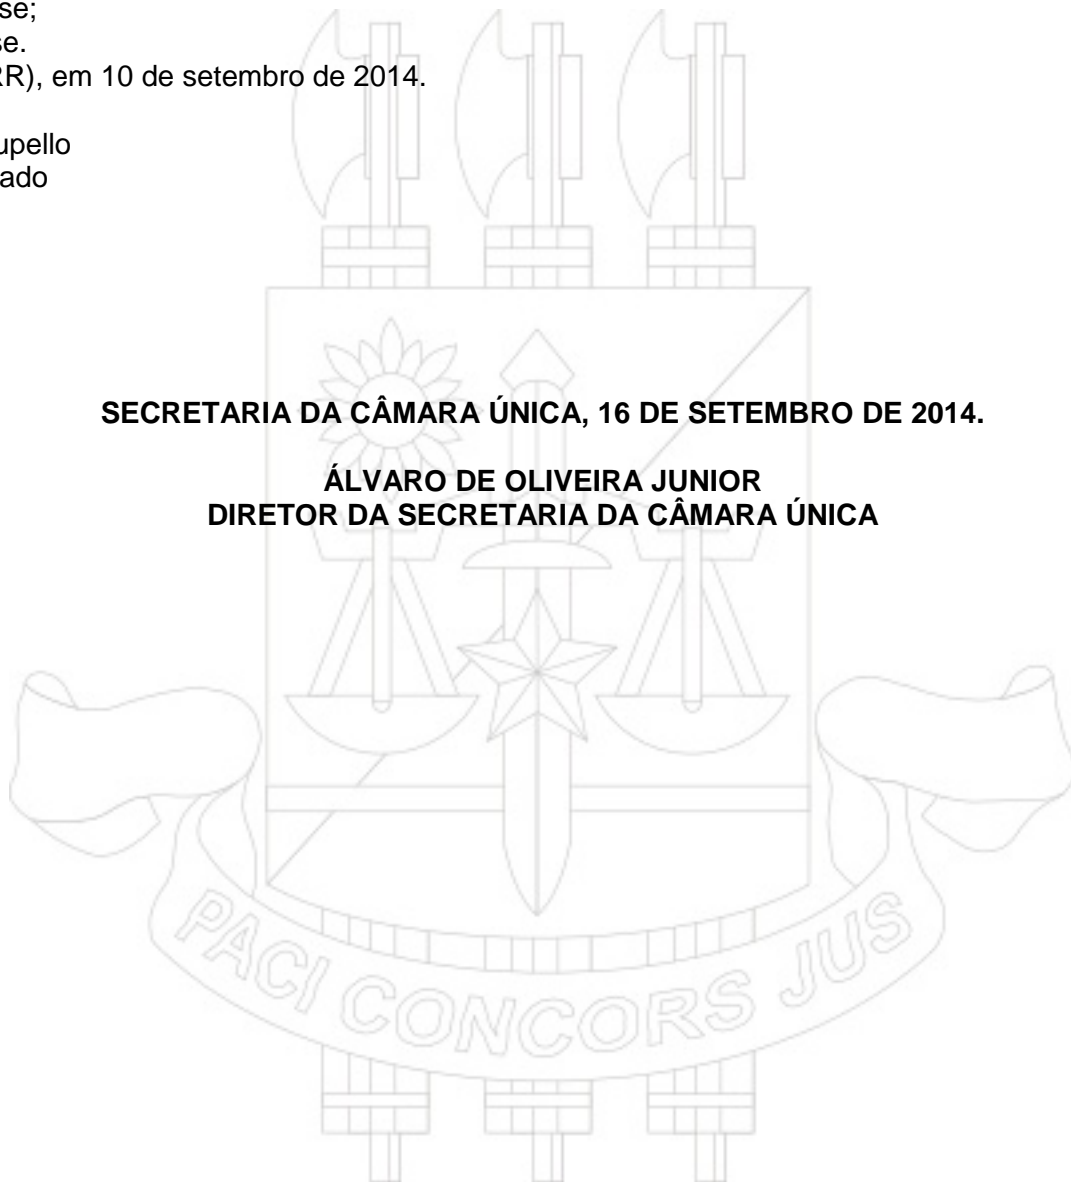 se;
se.
RR), em 10 de setembro de 2014.
upello
ado
SECRETARIA DA CÂMARA ÚNICA, 16 DE SETEMBRO DE 2014.
ÁLVARO DE OLIVEIRA JUNIOR
DIRETOR DA SECRETARIA DA CÂMARA ÚNICA
PACI CONCORS JUS